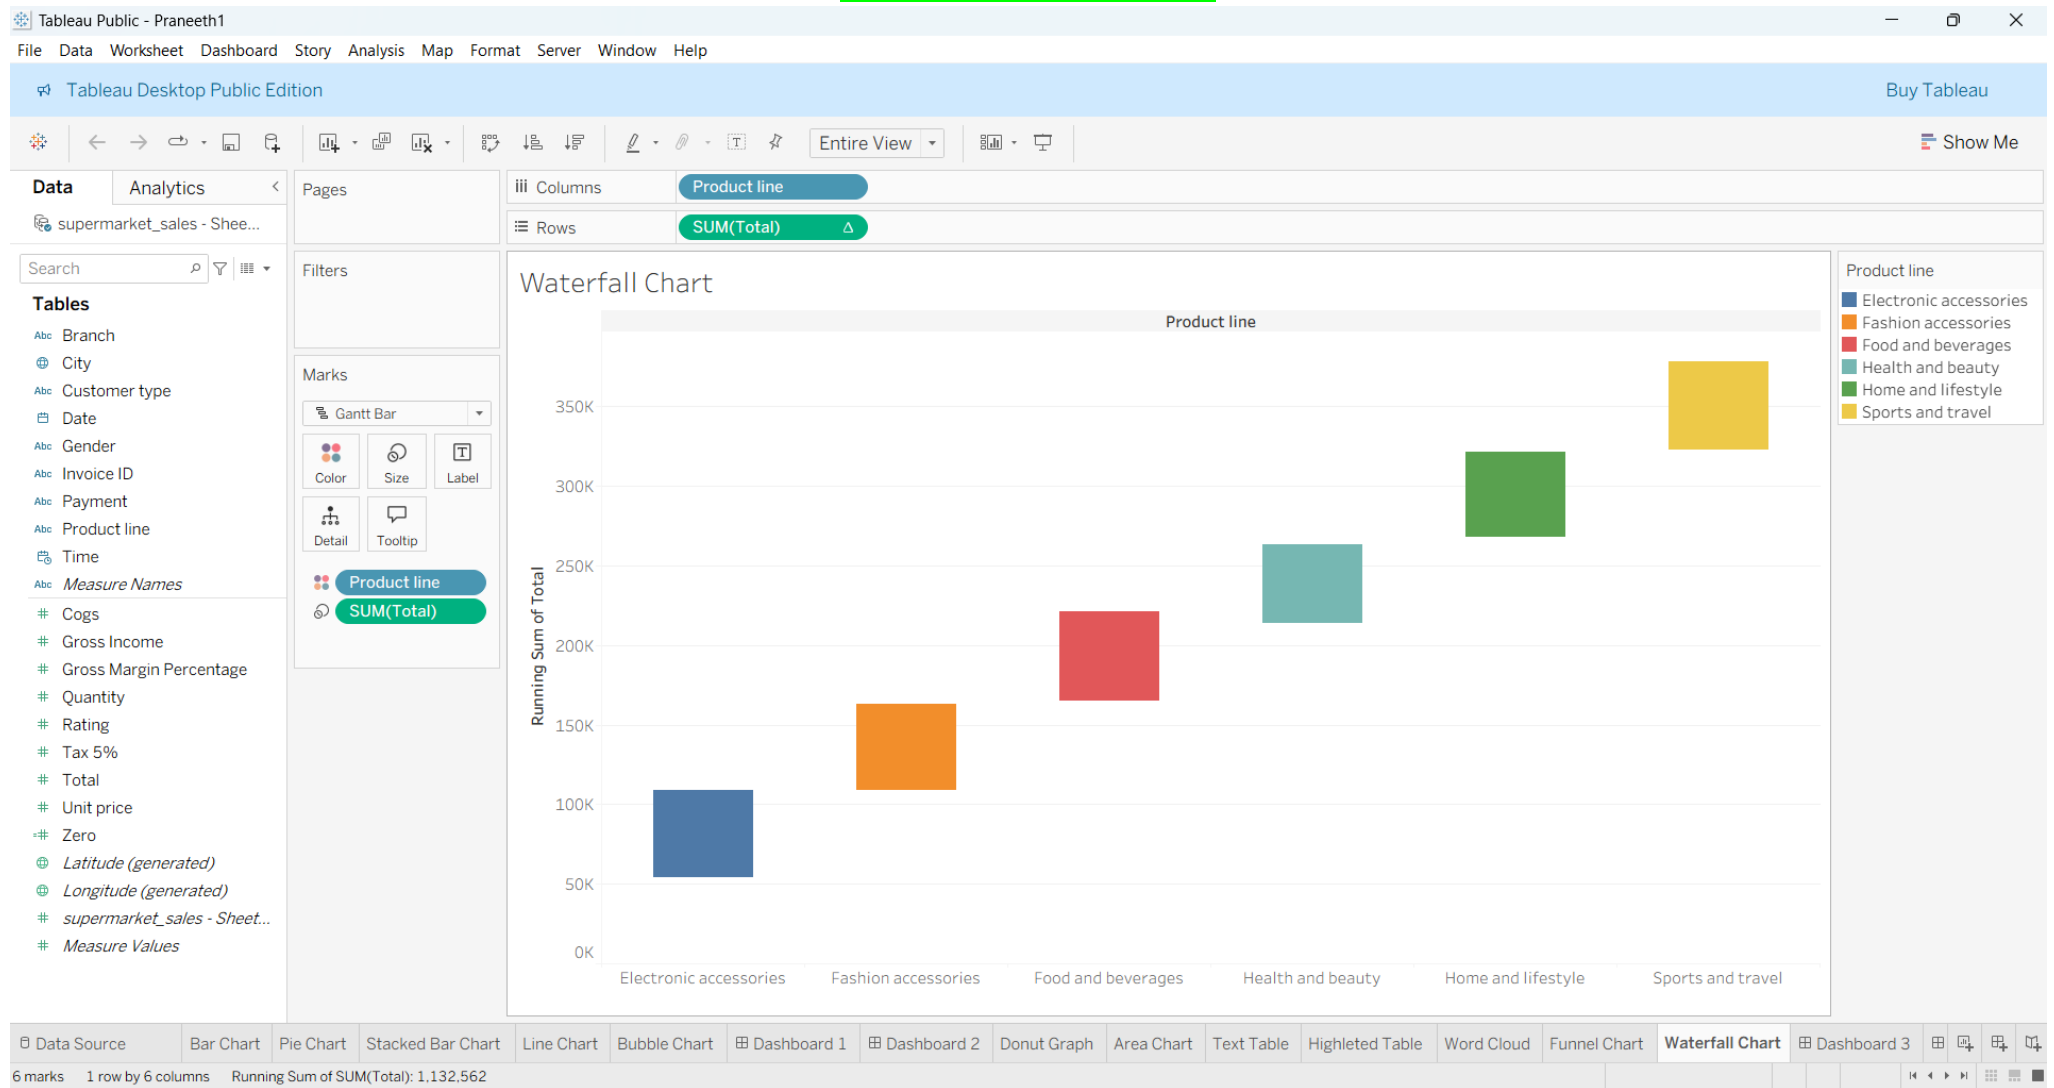 Tableau Public - Praneeth1
File Data Worksheet Dashboard Story Analysis Map Format Server Window Help
Tableau Desktop Public Edition
Buy Tableau
Entire View
Show Me
Data
Analytics
supermarket_sales - Shee...
Search
Tables
Abc Branch
City
Abc Customer type
Date
Abc Gender
Abc Invoice ID
Abc Payment
Abc Product line
Time
Abc Measure Names
# Cogs
# Gross Income
# Gross Margin Percentage
# Quantity
# Rating
# Tax 5%
# Total
# Unit price
=# Zero
Latitude (generated)
Longitude (generated)
# supermarket_sales - Sheet...
# Measure Values
Pages
Filters
Marks
Gantt Bar
Color Size Label
Detail Tooltip
Product line
SUM(Total)
iii Columns
Product line
Rows
SUM(Total) Δ
Waterfall Chart
Product line
Running Sum of Total
350K
300K
250K
200K
150K
100K
50K
0K
Electronic accessories Fashion accessories Food and beverages Health and beauty Home and lifestyle Sports and travel
Product line
Electronic accessories
Fashion accessories
Food and beverages
Health and beauty
Home and lifestyle
Sports and travel
Data Source Bar Chart Pie Chart Stacked Bar Chart Line Chart Bubble Chart Dashboard 1 Dashboard 2 Donut Graph Area Chart Text Table Highleted Table Word Cloud Funnel Chart Waterfall Chart Dashboard 3
6 marks 1 row by 6 columns Running Sum of SUM(Total): 1,132,562